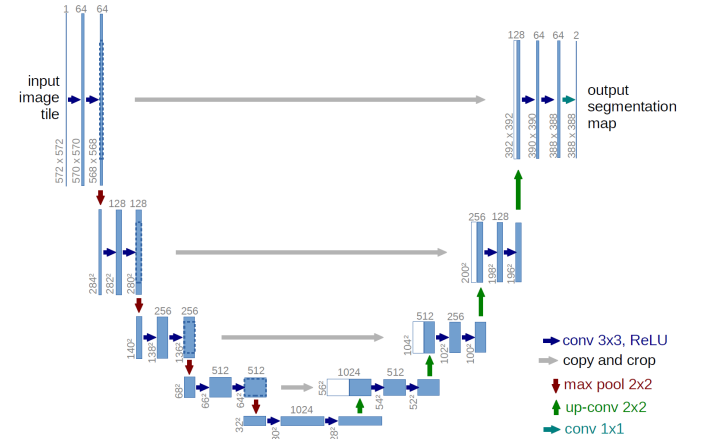 1 64 64
128 64 64 2
input
image
tile
output
segmentation
map
572 x 572
570 x 570
568 x 568
392 x 392
390 x 390
388 x 388
388 x 388
128 128
256 128
284²
282²
280²
200²
198²
196²
256 256
512 256
140²
138²
136²
104²
102²
100²
conv 3x3, ReLU
copy and crop
max pool 2x2
up-conv 2x2
conv 1x1
512 512
1024 512
68²
66²
64²
56²
54²
52²
1024
32²
30²
28²